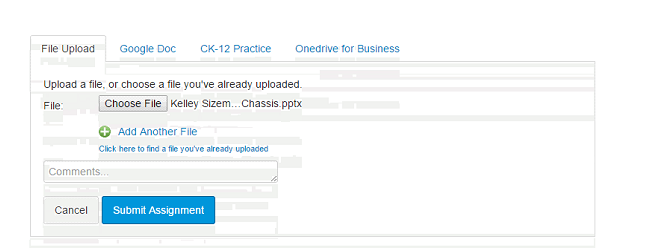 File Upload Google Doc CK-12 Practice Onedrive for Business
Upload a file, or choose a file you've already uploaded.
File: Choose File Kelley Sizem...Chassis.pptx
Add Another File
Click here to find a file you've already uploaded
Comments...
Cancel Submit Assignment